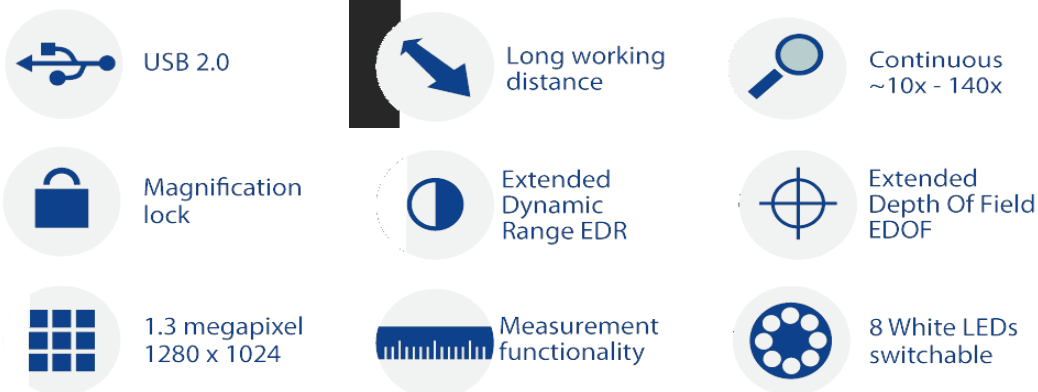 USB 2.0
Long working
distance
Continuous
~10x - 140x
Magnification
lock
Extended
Dynamic
Range EDR
Extended
Depth Of Field
EDOF
1.3 megapixel
1280 x 1024
Measurement
functionality
8 White LEDs
switchable